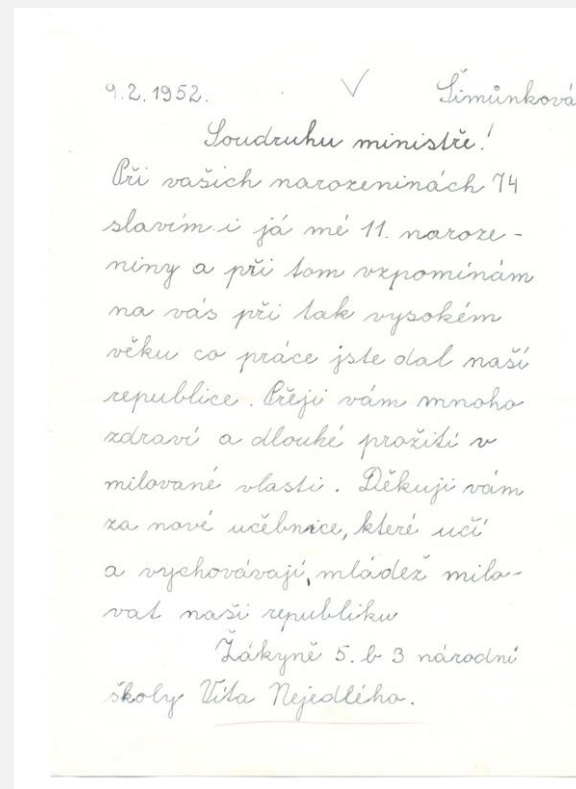 9.2.1952. V Šimůnková
Soudruhu ministře!
Při vašich narozeninách 74
slavím i já mé 11. naroze-
niny a při tom vzpomínám
na vás při tak vysokém
věku co práce jste dal naší
republice. Přeji vám mnoho
zdraví a dlouhé prožití v
milované vlasti. Děkuji vám
za nové učebnice, které učí
a vychovávají, mládež milo-
vat naši republiku
Žákyně 5. b 3 národní
školy Víta Nejedlého.